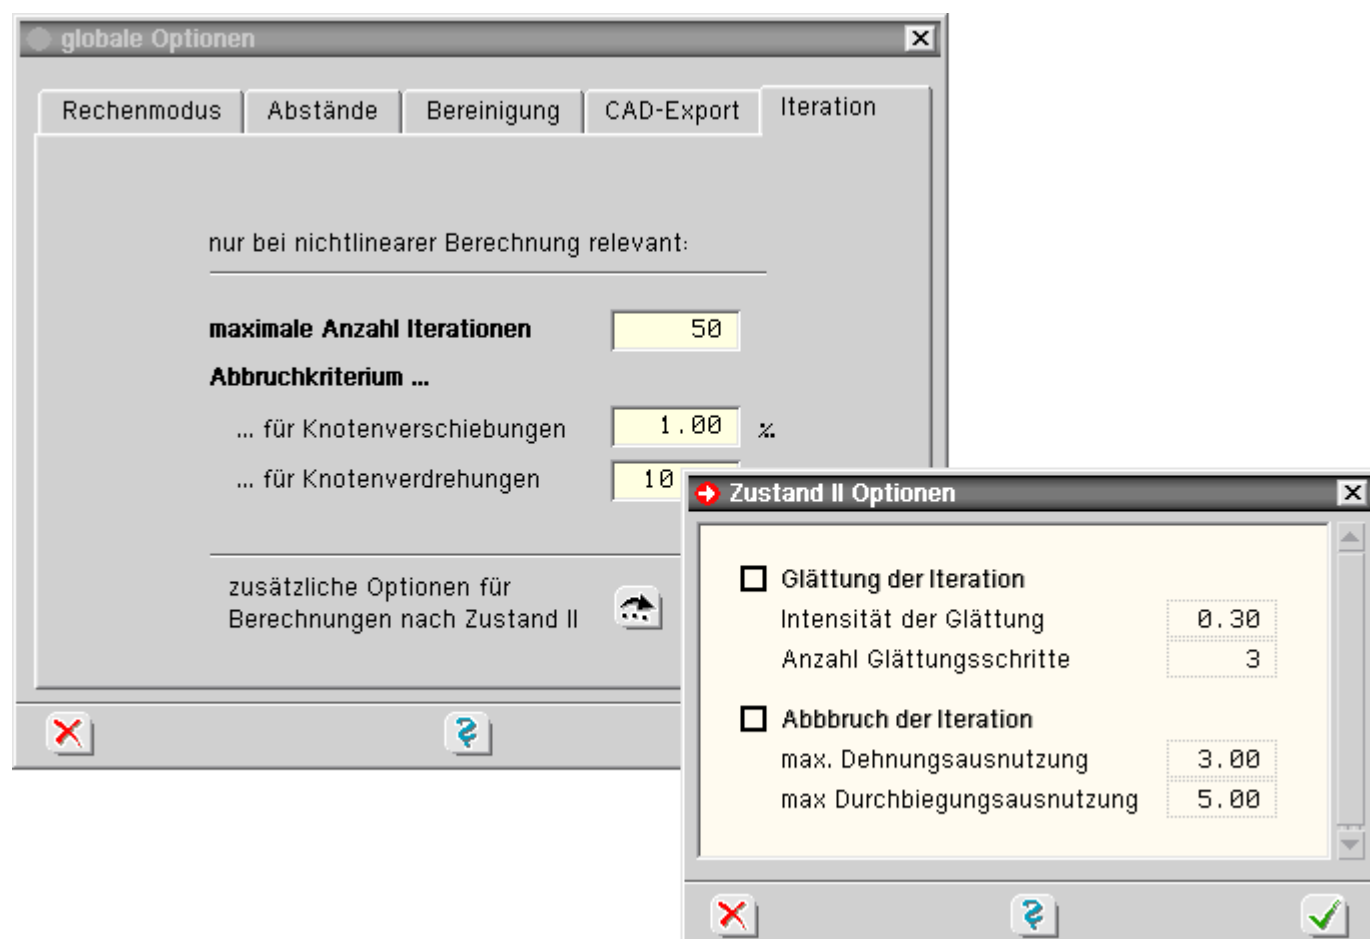 globale Optionen
Rechenmodus Abstände Bereinigung CAD-Export Iteration
nur bei nichtlinearer Berechnung relevant:
maximale Anzahl Iterationen 50
Abbruchkriterium ...
... für Knotenverschiebungen 1.00 %
... für Knotenverdrehungen 10
zusätzliche Optionen für
Berechnungen nach Zustand II
Zustand II Optionen
Glättung der Iteration
Intensität der Glättung 0.30
Anzahl Glättungsschritte 3
Abbbruch der Iteration
max. Dehnungsausnutzung 3.00
max Durchbiegungsausnutzung 5.00